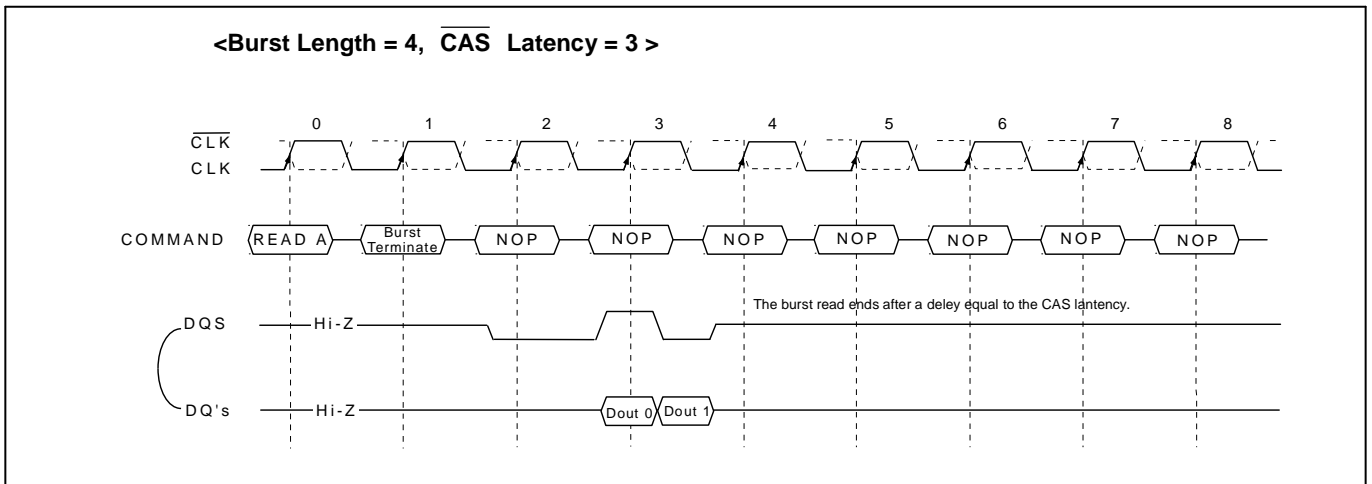 <Burst Length = 4, CAS Latency = 3 >
0 1 2 3 4 5 6 7 8
CLK
CLK
COMMAND READ A Burst Terminate NOP NOP NOP NOP NOP NOP NOP
The burst read ends after a deley equal to the CAS lantency.
DQS Hi-Z
DQ's Hi-Z Dout 0 Dout 1